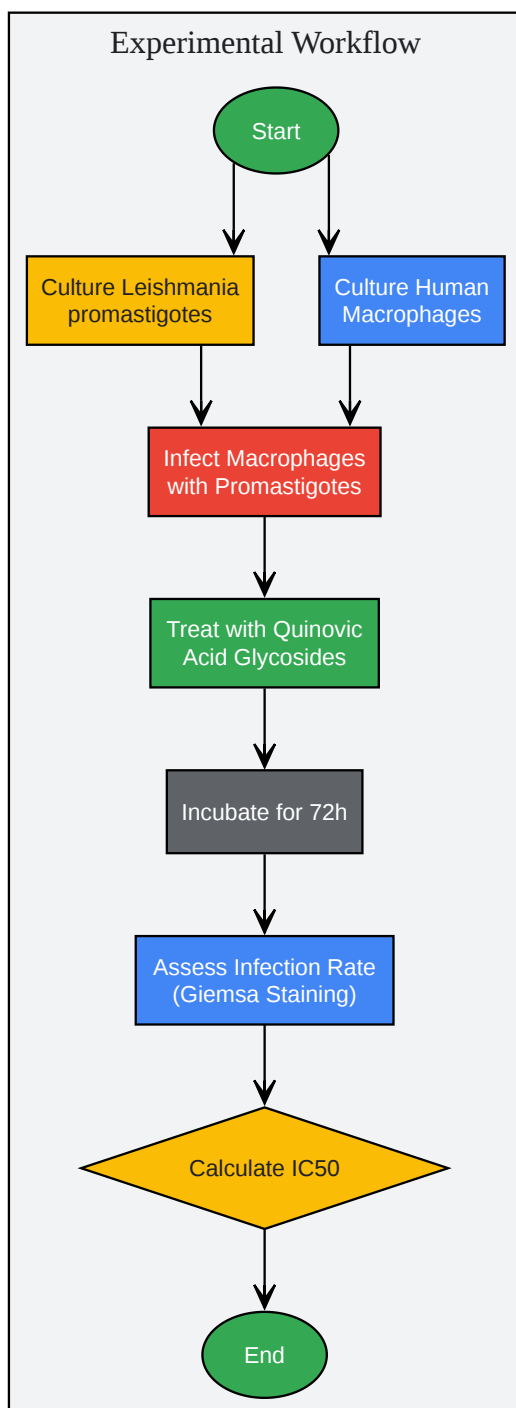 Experimental Workflow
Start
Culture Leishmania
promastigotes
Culture Human
Macrophages
Infect Macrophages
with Promastigotes
Treat with Quinovic
Acid Glycosides
Incubate for 72h
Assess Infection Rate
(Giemsa Staining)
Calculate IC50
End